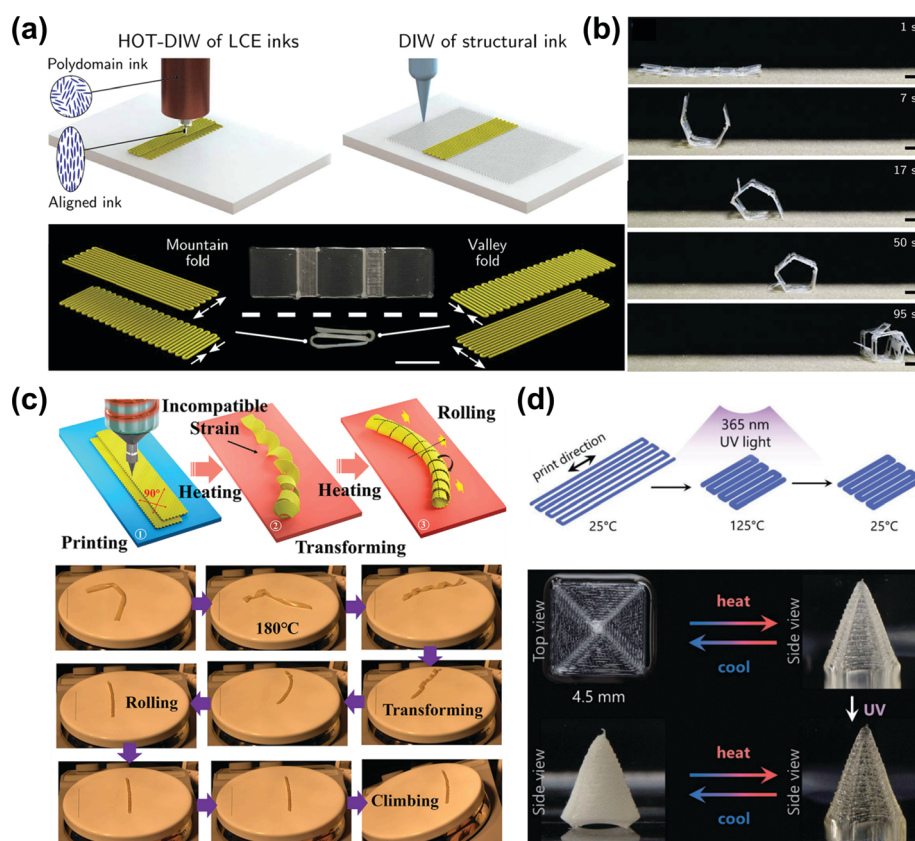 (a)
HOT-DIW of LCE inks
Polydomain ink
Aligned ink
DIW of structural ink
Mountain
fold
Valley
fold
(b)
1 s
7 s
17 s
50 s
95 s
(c)
Incompatible
Strain
Rolling
90°
Heating
Heating
①
②
③
Printing
Transforming
180°C
Rolling
Transforming
Climbing
(d)
365 nm
UV light
print direction
25°C
125°C
25°C
Top view
heat
cool
Side view
4.5 mm
UV
Side view
heat
cool
Side view